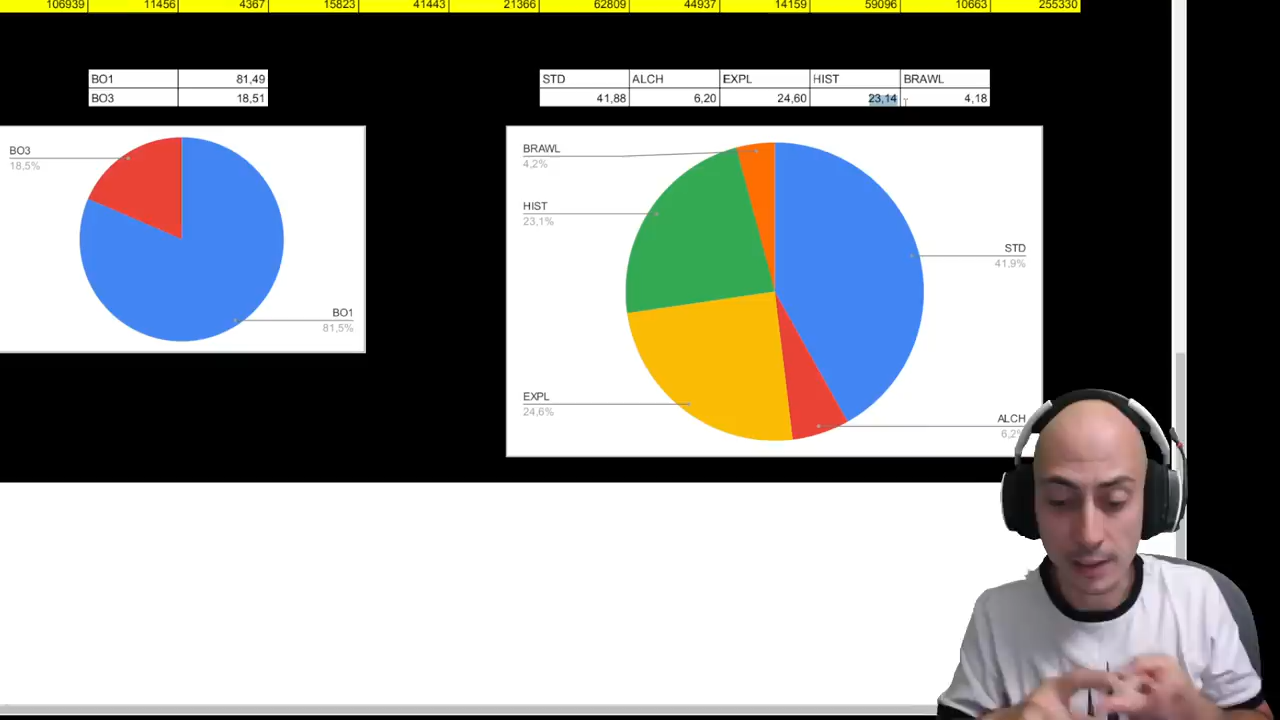 106939 11456 4367 15823 41443 21366 62809 44937 14159 59096 10663 255330
BO1 81,49
BO3 18,51
STD ALCH EXPL HIST BRAWL
41,88 6,20 24,60 23,14 4,18
BO3
18,5%
BO1
81,5%
BRAWL
4,2%
HIST
23,1%
STD
41,9%
EXPL
24,6%
ALCH
6,2%